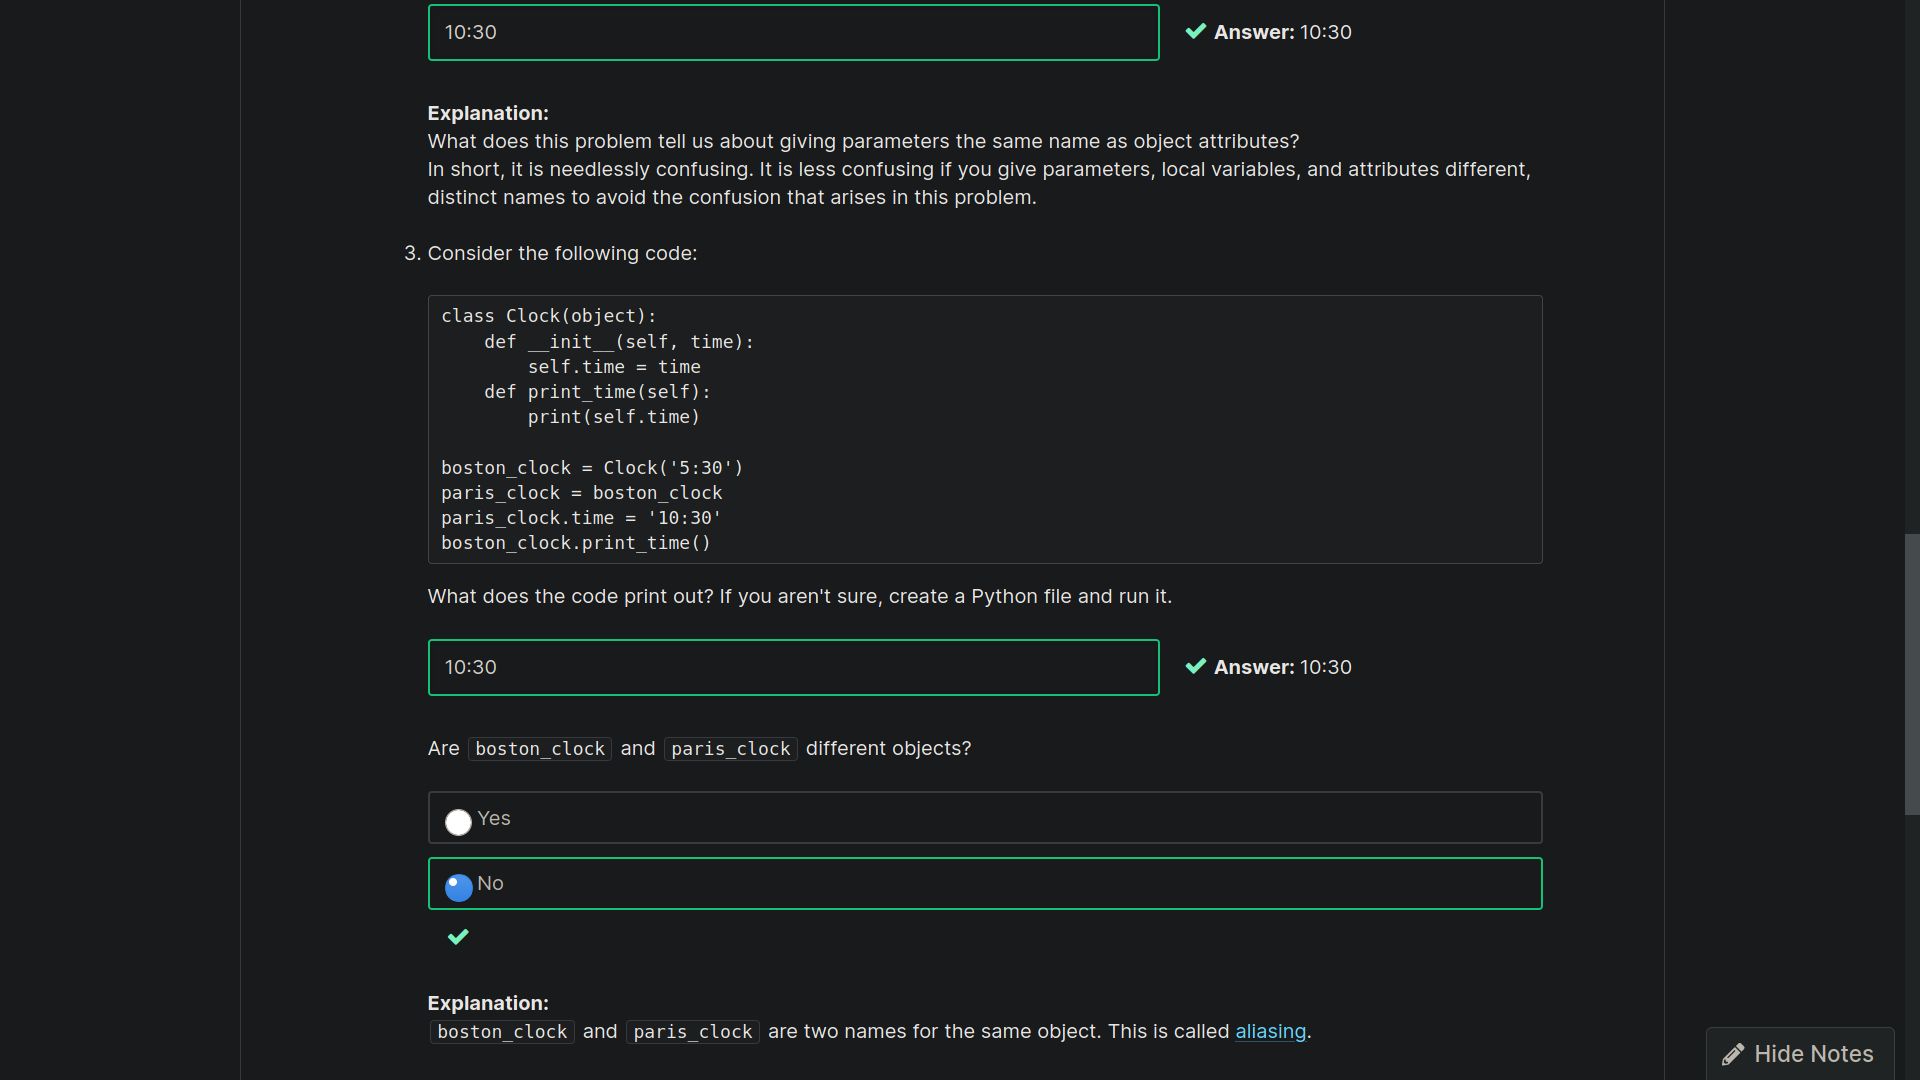 10:30
Answer: 10:30
Explanation:
What does this problem tell us about giving parameters the same name as object attributes?
In short, it is needlessly confusing. It is less confusing if you give parameters, local variables, and attributes different,
distinct names to avoid the confusion that arises in this problem.
3. Consider the following code:
class Clock(object):
    def __init__(self, time):
        self.time = time
    def print_time(self):
        print(self.time)
boston_clock = Clock('5:30')
paris_clock = boston_clock
paris_clock.time = '10:30'
boston_clock.print_time()
What does the code print out? If you aren't sure, create a Python file and run it.
10:30
Answer: 10:30
Are boston_clock and paris_clock different objects?
Yes
No
Explanation:
boston_clock and paris_clock are two names for the same object. This is called aliasing.
Hide Notes